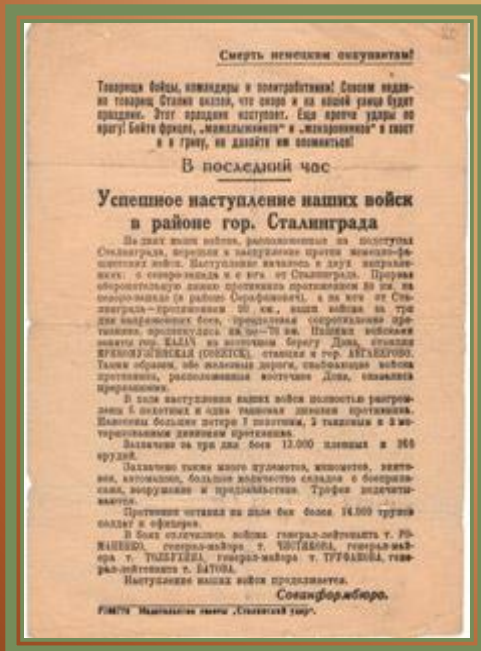 Смерть немецким оккупантам!
Товарищи бойцы, командиры и политработники! Совсем недав-
но товарищ Сталин сказал, что скоро и на нашей улице будет
праздник. Этот праздник наступает. Еще крепче удары по
врагу! Бейте фрицев, „мамалыжников“ и „макаронников“ в хвост
и в гриву, не давайте им опомниться!
В последний час
Успешное наступление наших войск
в районе гор. Сталинграда
На днях наши войска, расположенные на подступах
Сталинграда, перешли в наступление против немецко-фа-
шистских войск. Наступление началось в двух направле-
ниях: с северо-запада и с юга от Сталинграда. Прорвав
оборонительную линию противника протяжением 30 км. на
северо-западе (в районе Серафимович), а на юге от Ста-
линграда—протяжением 20 км., наши войска за три
дня напряженных боев, преодолевая сопротивление про-
тивника, продвинулись на 60—70 км. Нашими войсками
заняты гор. КАЛАЧ на восточном берегу Дона, станция
КРИВОМУЗГИНСКАЯ (СОВЕТСК), станция и гор. АБГАНЕРОВО.
Таким образом, обе железные дороги, снабжающие войска
противника, расположенные восточнее Дона, оказались
прерванными.
В ходе наступления наших войск полностью разгром-
лены 6 пехотных и одна танковая дивизия противника.
Нанесены большие потери 7 пехотным, 2 танковым и 2 мо-
торизованным дивизиям противника.
Захвачено за три дня боев 13.000 пленных и 360
орудий.
Захвачено также много пулеметов, минометов, винто-
вок, автомашин, большое количество складов с боеприпа-
сами, вооружением и продовольствием. Трофеи подсчиты-
ваются.
Противник оставил на поле боя более 14.000 трупов
солдат и офицеров.
В боях отличились войска генерал-лейтенанта т. РО-
МАНЕНКО, генерал-майора т. ЧИСТЯКОВА, генерал-май-
ора т. ТОЛБУХИНА, генерал-майора т. ТРУФАНОВА, гене-
рал-лейтенанта т. БАТОВА.
Наступление наших войск продолжается.
Совинформбюро.
Издательство газеты „Сталинский удар“.